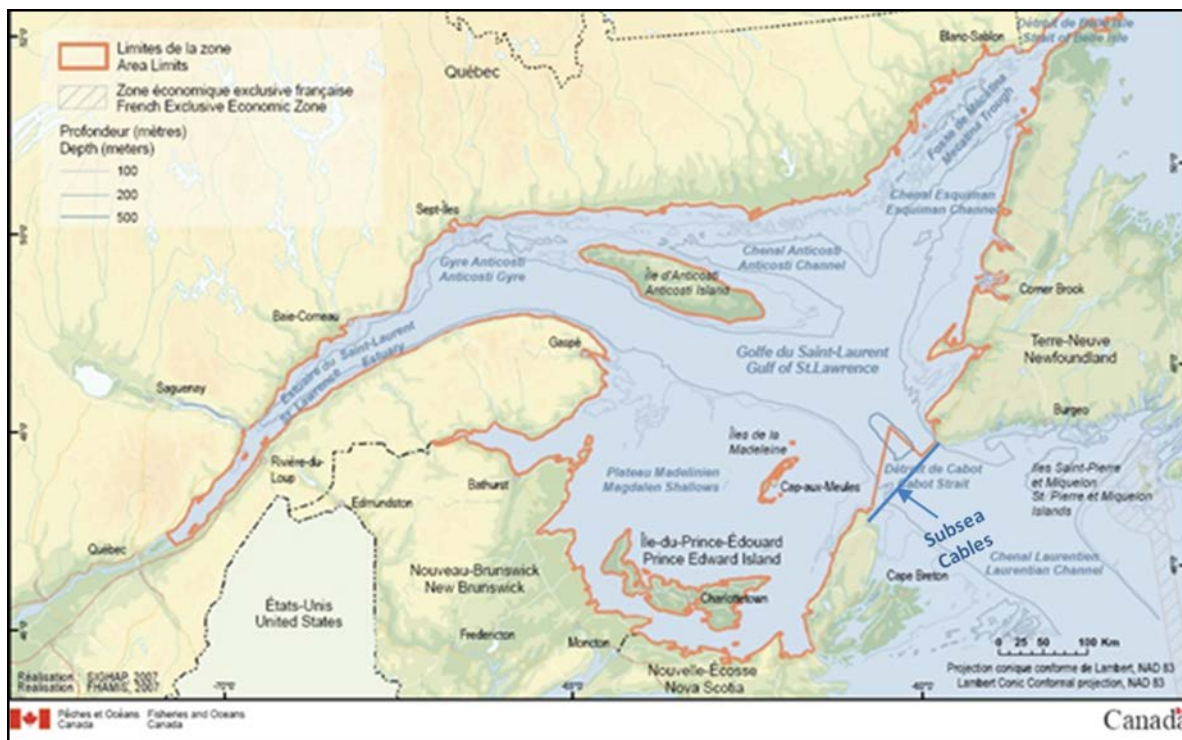 Limites de la zone
Area Limits
Zone économique exclusive française
French Exclusive Economic Zone
Profondeur (mètres)
Depth (meters)
100
200
500
Québec
Blanc-Sablon
Détroit de Belle Isle
Strait of Belle Isle
Fosse de Mécatina
Mecatina Trough
Chenal Esquiman
Esquiman Channel
Sept-Îles
Gyre Anticosti
Anticosti Gyre
Chenal Anticosti
Anticosti Channel
Île d'Anticosti
Anticosti Island
Corner Brook
Baie-Comeau
Estuaire du Saint-Laurent
St. Lawrence Estuary
Gaspé
Golfe du Saint-Laurent
Gulf of St.Lawrence
Terre-Neuve
Newfoundland
Saguenay
Burgeo
Îles de la
Madeleine
Rivière-du-
Loup
Edmundston
Bathurst
Plateau Madelinien
Magdalen Shallows
Cap-aux-Meules
Détroit de Cabot
Cabot Strait
Iles Saint-Pierre
et Miquelon
St. Pierre et Miquelon
Islands
Subsea
Cables
Québec
Île-du-Prince-Édouard
Prince Edward Island
Chenal Laurentien
Laurentian Channel
Nouveau-Brunswick
New Brunswick
Cape Breton
Charlottetown
États-Unis
United States
Fredericton
Moncton
Nouvelle-Écosse
Nova Scotia
0 25 50 100 Km
Projection conique conforme de Lambert, NAD 83
Lambert Conic Conformal projection, NAD 83
Réalisation : SIGHAP, 2007
Réalisation : FHAMIS, 2007
-70°0'
Pêches et Océans
Canada
Fisheries and Oceans
Canada
Canada